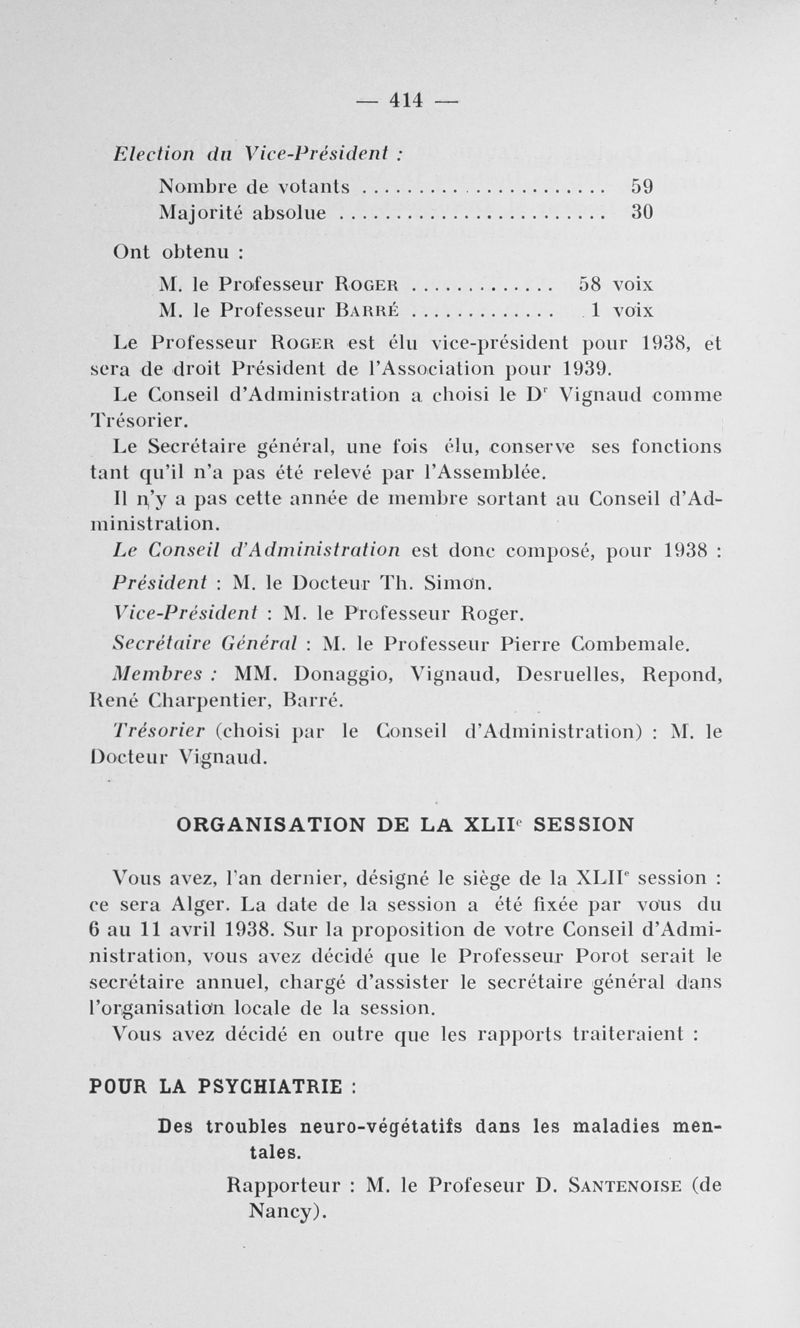 — 414 —
Election du Vice-Président :
Nombre de votants ........................ 59
Majorité absolue ........................ 30
Ont obtenu :
M. le Professeur ROGER ............. 58 voix
M. le Professeur BARRÉ ............. 1 voix
Le Professeur ROGER est élu vice-président pour 1938, et
sera de droit Président de l'Association pour 1939.
Le Conseil d'Administration a choisi le Dr Vignaud comme
Trésorier.
Le Secrétaire général, une fois élu, conserve ses fonctions
tant qu'il n'a pas été relevé par l'Assemblée.
Il n'y a pas cette année de membre sortant au Conseil d'Ad-
ministration.
Le Conseil d'Administration est donc composé, pour 1938 :
Président : M. le Docteur Th. Simon.
Vice-Président : M. le Professeur Roger.
Secrétaire Général : M. le Professeur Pierre Combemale.
Membres : MM. Donaggio, Vignaud, Desruelles, Repond,
René Charpentier, Barré.
Trésorier (choisi par le Conseil d'Administration) : M. le
Docteur Vignaud.
ORGANISATION DE LA XLIIe SESSION
Vous avez, l'an dernier, désigné le siège de la XLIIe session :
ce sera Alger. La date de la session a été fixée par vous du
6 au 11 avril 1938. Sur la proposition de votre Conseil d'Admi-
nistration, vous avez décidé que le Professeur Porot serait le
secrétaire annuel, chargé d'assister le secrétaire général dans
l'organisation locale de la session.
Vous avez décidé en outre que les rapports traiteraient :
POUR LA PSYCHIATRIE :
Des troubles neuro-végétatifs dans les maladies men-
tales.
Rapporteur : M. le Profeseur D. SANTENOISE (de
Nancy).